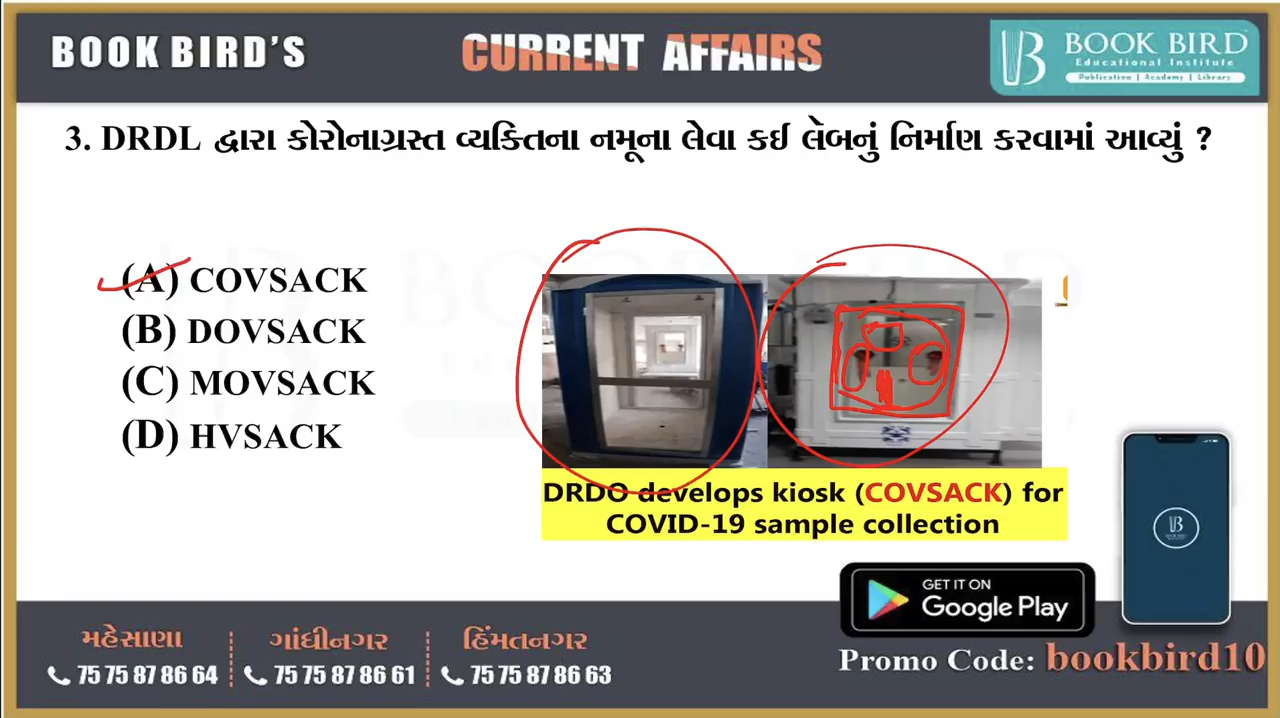 BOOK BIRD'S
CURRENT AFFAIRS
BOOK BIRD
Educational Institute
Publication | Academy | Library
3. DRDL દ્વારા કોરોનાગ્રસ્ત વ્યક્તિના નમૂના લેવા કઈ લેબનું નિર્માણ કરવામાં આવ્યું ?
(A) COVSACK
(B) DOVSACK
(C) MOVSACK
(D) HVSACK
DRDO develops kiosk (COVSACK) for
COVID-19 sample collection
GET IT ON
Google Play
Promo Code: bookbird10
મહેસાણા
75 75 87 86 64
ગાંધીનગર
75 75 87 86 61
હિંમતનગર
75 75 87 86 63